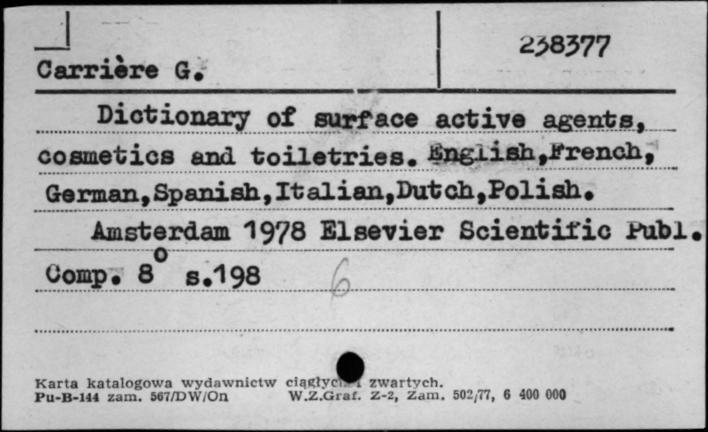 238377
Carrière G.
Dictionary of surface active agents,
cosmetics and toiletries. English,French,
German,Spanish,Italian,Dutch,Polish.
Amsterdam 1978 Elsevier Scientific Publ.
Comp. 8° s.198 6
Karta katalogowa wydawnictw ciągłych i zwartych.
Pu-B-144 zam. 567/DW/On W.Z.Graf. Z-2, Zam. 502/77, 6 400 000